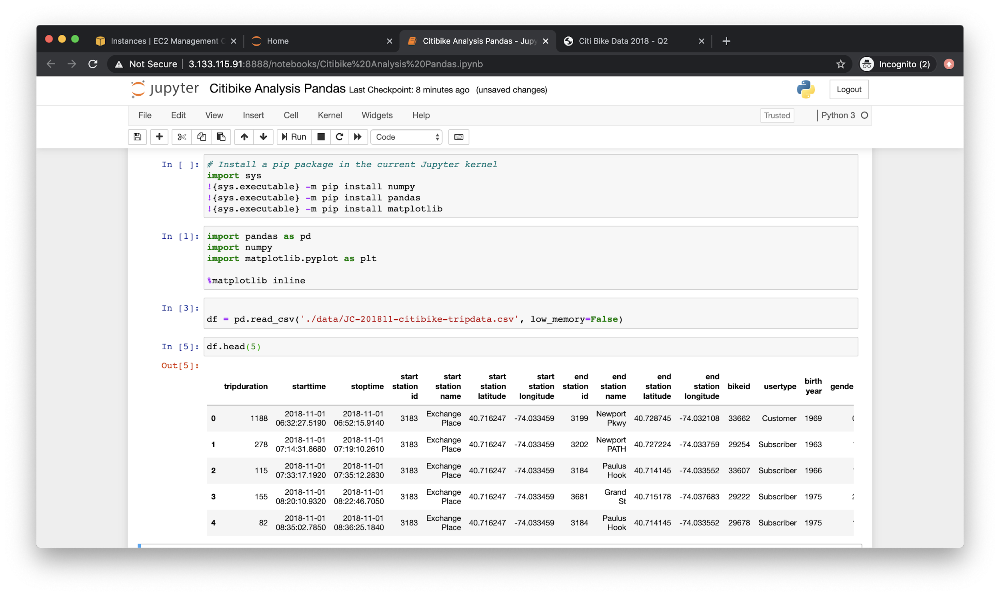 Instances | EC2 Management C
Home
Citibike Analysis Pandas - Jupy
Citi Bike Data 2018 - Q2
Not Secure 3.133.115.91:8888/notebooks/Citibike%20Analysis%20Pandas.ipynb Incognito (2)
jupyter Citibike Analysis Pandas Last Checkpoint: 8 minutes ago (unsaved changes) Logout
File Edit View Insert Cell Kernel Widgets Help Trusted Python 3
Run Code
In [ ]: # Install a pip package in the current Jupyter kernel
import sys
!{sys.executable} -m pip install numpy
!{sys.executable} -m pip install pandas
!{sys.executable} -m pip install matplotlib
In [1]: import pandas as pd
import numpy
import matplotlib.pyplot as plt
%matplotlib inline
In [3]:
df = pd.read_csv('./data/JC-201811-citibike-tripdata.csv', low_memory=False)
In [5]: df.head(5)
Out[5]:
tripduration starttime stoptime start station id start station name start station latitude start station longitude end station id end station name end station latitude end station longitude bikeid usertype birth year gende
0 1188 2018-11-01 06:32:27.5190 2018-11-01 06:52:15.9140 3183 Exchange Place 40.716247 -74.033459 3199 Newport Pkwy 40.728745 -74.032108 33662 Customer 1969
1 278 2018-11-01 07:14:31.8680 2018-11-01 07:19:10.2610 3183 Exchange Place 40.716247 -74.033459 3202 Newport PATH 40.727224 -74.033759 29254 Subscriber 1963
2 115 2018-11-01 07:33:17.1920 2018-11-01 07:35:12.2830 3183 Exchange Place 40.716247 -74.033459 3184 Paulus Hook 40.714145 -74.033552 33607 Subscriber 1966
3 155 2018-11-01 08:20:10.9320 2018-11-01 08:22:46.7050 3183 Exchange Place 40.716247 -74.033459 3681 Grand St 40.715178 -74.037683 29222 Subscriber 1975
4 82 2018-11-01 08:35:02.7850 2018-11-01 08:36:25.1840 3183 Exchange Place 40.716247 -74.033459 3184 Paulus Hook 40.714145 -74.033552 29678 Subscriber 1975